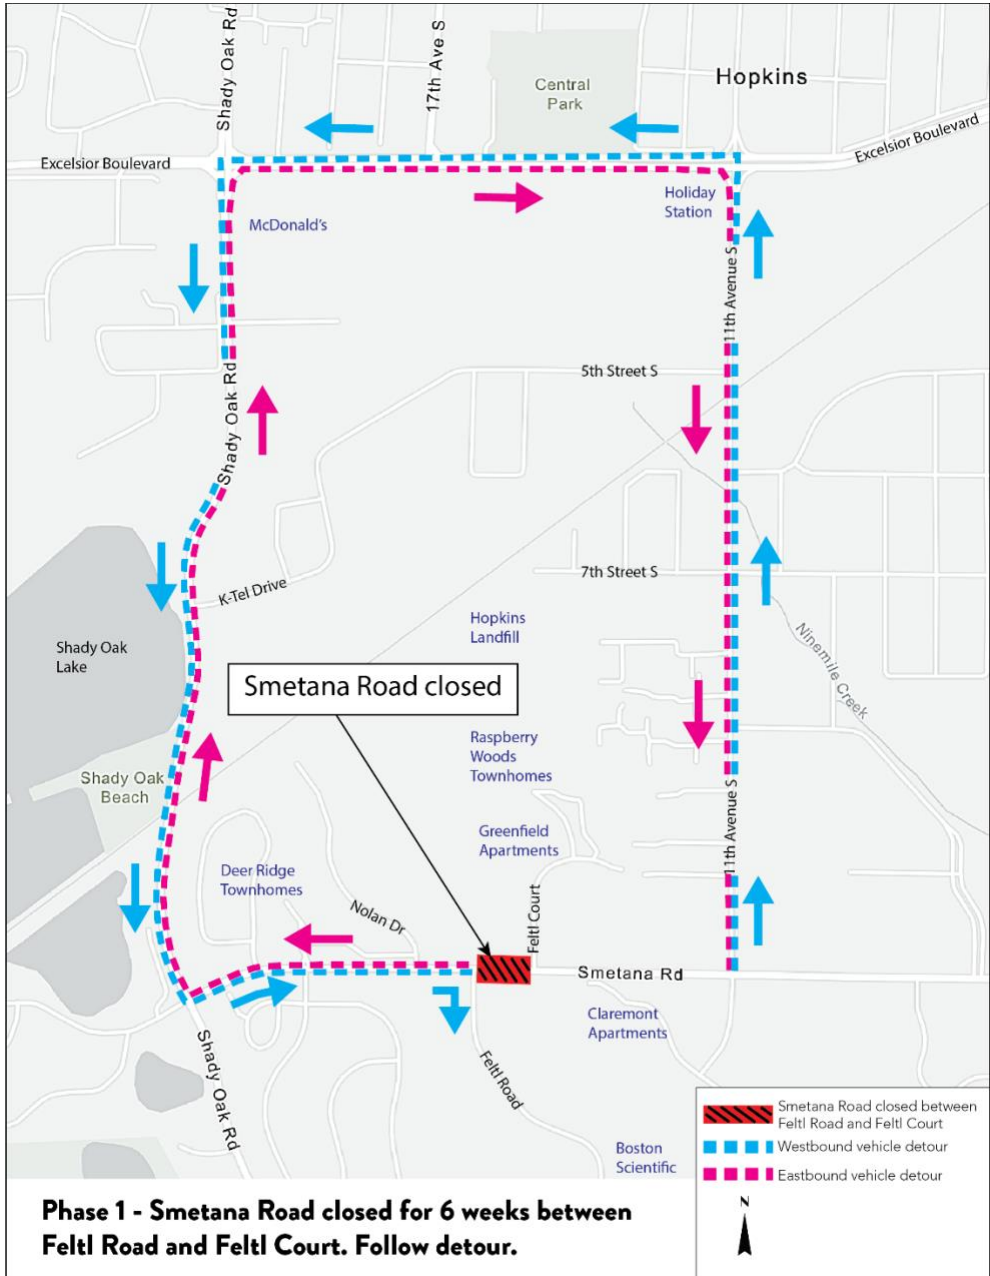 Shady Oak Rd
17th Ave S
Central
Park
Hopkins
Excelsior Boulevard
Excelsior Boulevard
McDonald's
Holiday
Station
11th Avenue S
Shady Oak Rd
5th Street S
K-Tel Drive
7th Street S
Hopkins
Landfill
Ninemile Creek
Shady Oak
Lake
Smetana Road closed
Raspberry
Woods
Townhomes
Shady Oak
Beach
11th Avenue S
Greenfield
Apartments
Deer Ridge
Townhomes
Nolan Dr
Feltl Court
Smetana Rd
Claremont
Apartments
Shady Oak Rd
Feltl Road
Boston
Scientific
Smetana Road closed between
Feltl Road and Feltl Court
Westbound vehicle detour
Eastbound vehicle detour
N
Phase 1 - Smetana Road closed for 6 weeks between
Feltl Road and Feltl Court. Follow detour.